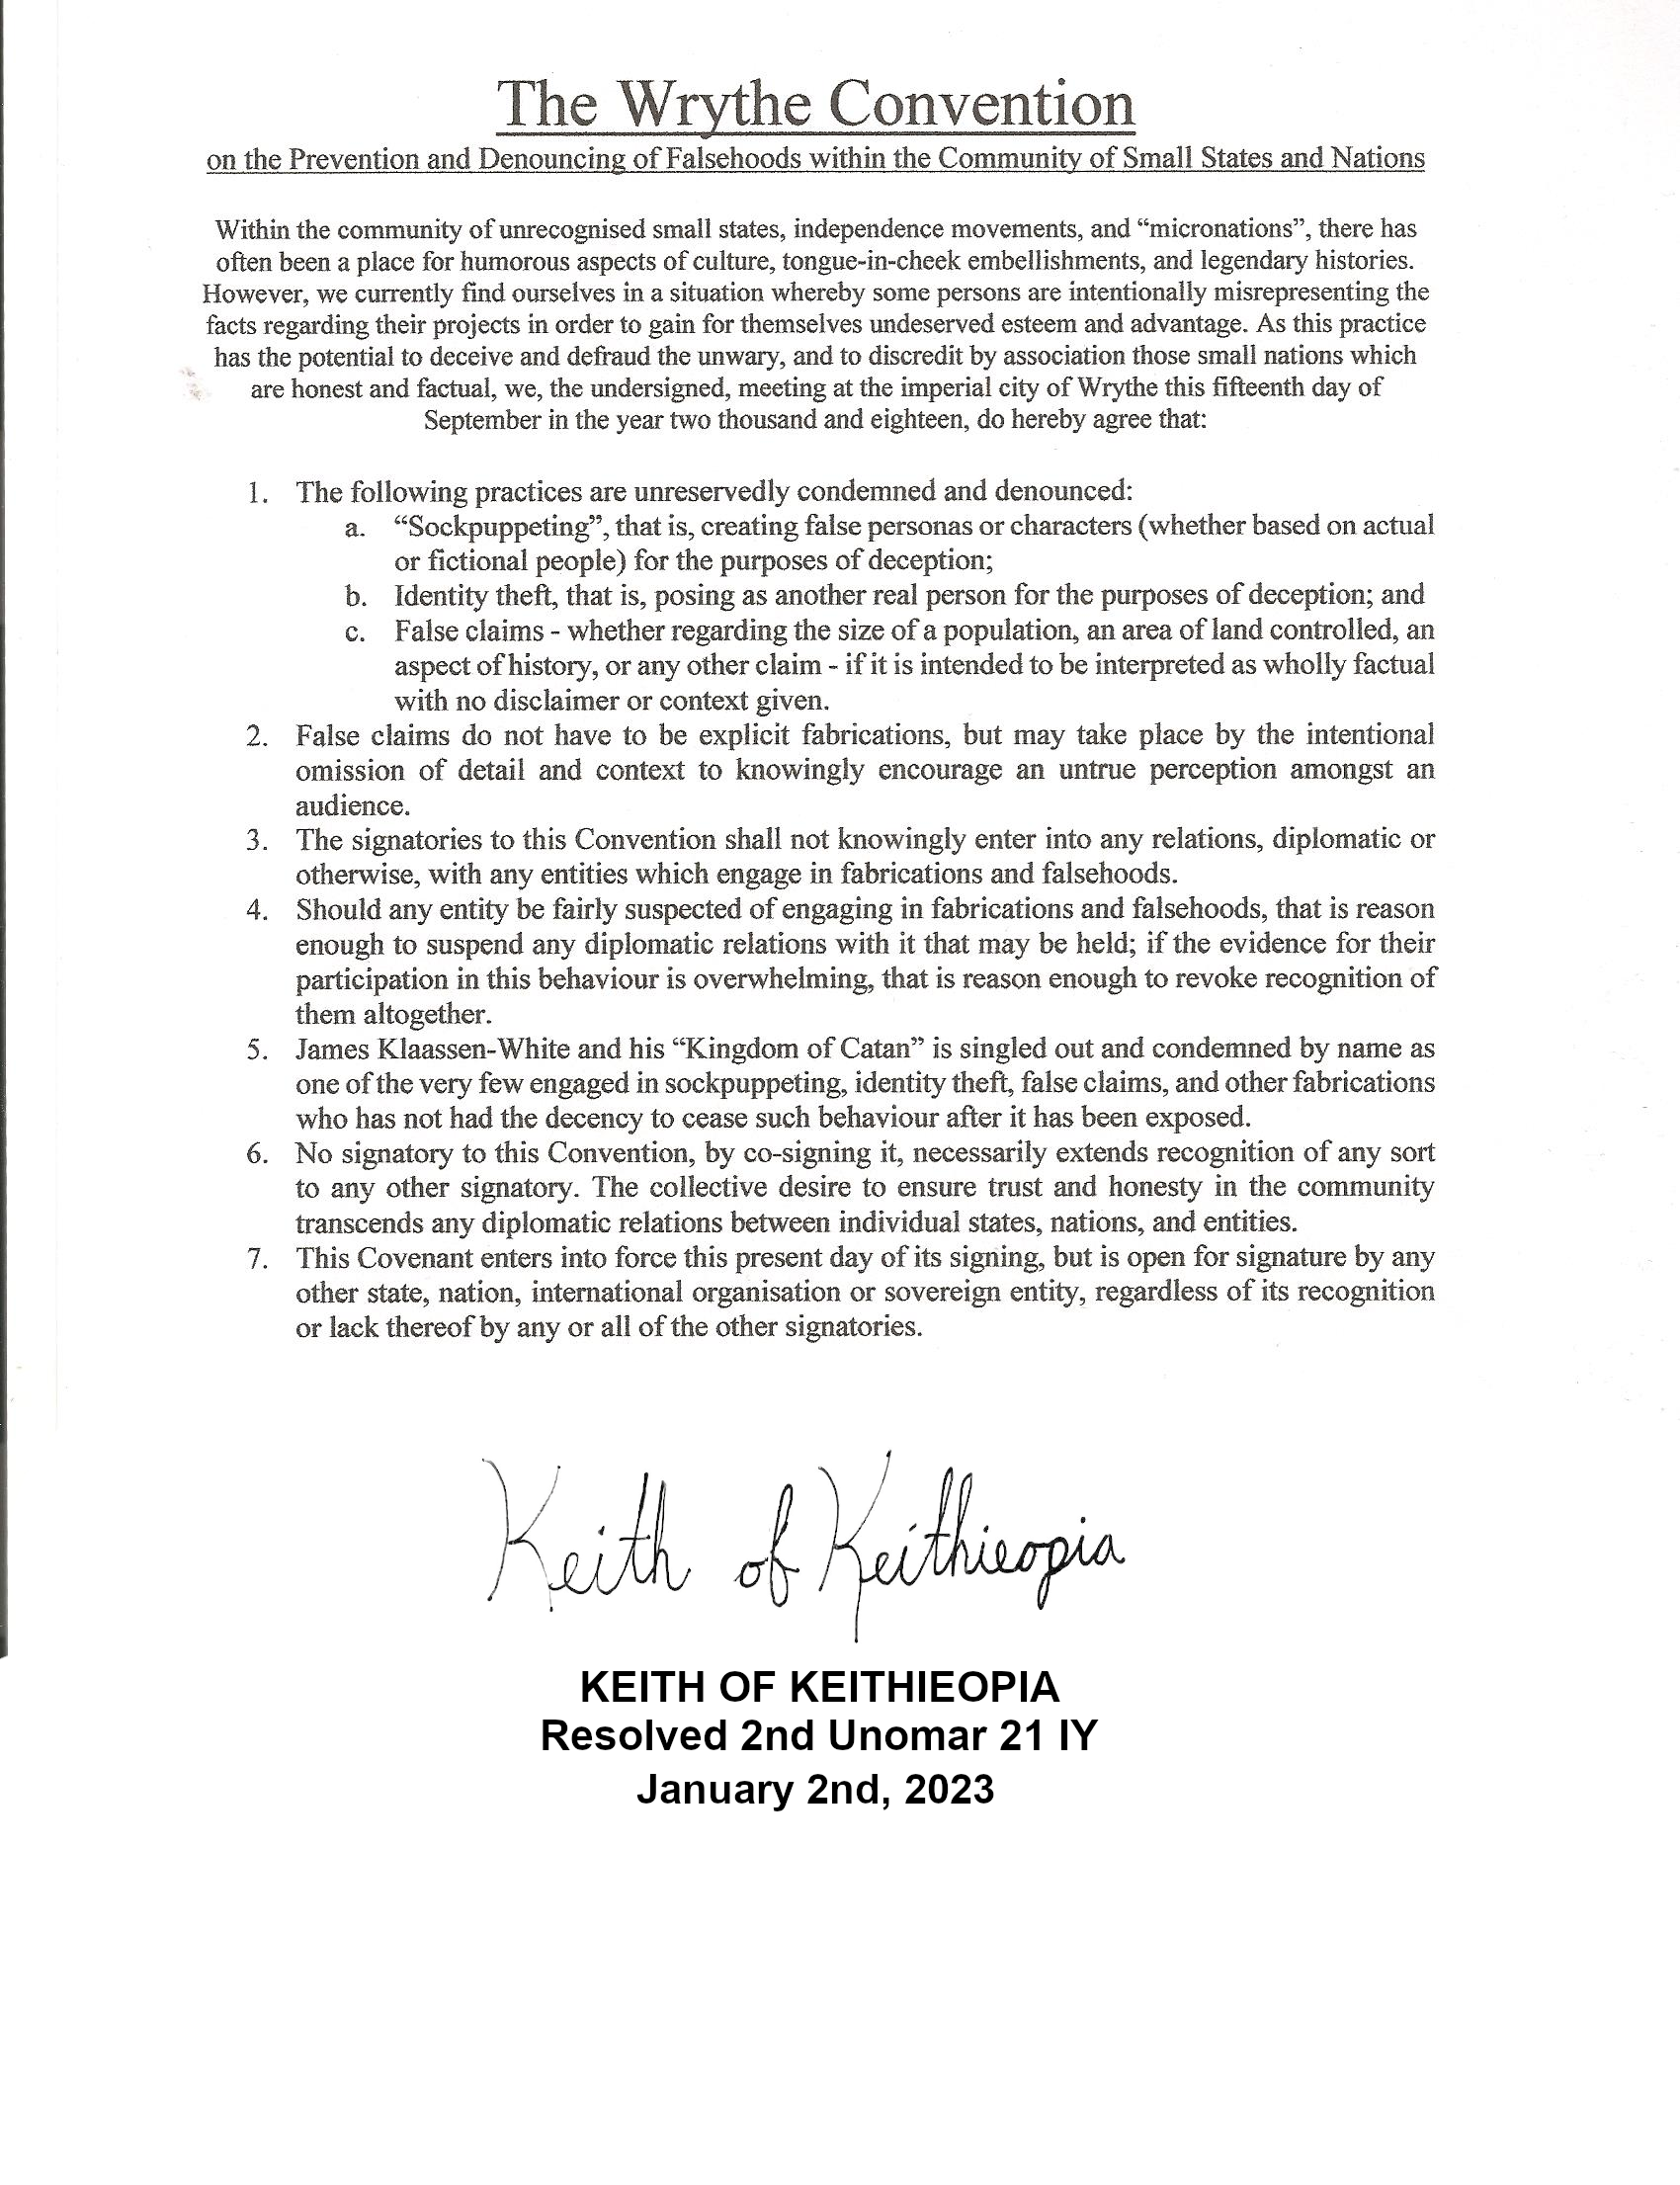 The Wrythe Convention
on the Prevention and Denouncing of Falsehoods within the Community of Small States and Nations
Within the community of unrecognised small states, independence movements, and “micronations”, there has
often been a place for humorous aspects of culture, tongue-in-cheek embellishments, and legendary histories.
However, we currently find ourselves in a situation whereby some persons are intentionally misrepresenting the
facts regarding their projects in order to gain for themselves undeserved esteem and advantage. As this practice
has the potential to deceive and defraud the unwary, and to discredit by association those small nations which
are honest and factual, we, the undersigned, meeting at the imperial city of Wrythe this fifteenth day of
September in the year two thousand and eighteen, do hereby agree that:
1. The following practices are unreservedly condemned and denounced:
a. “Sockpuppeting”, that is, creating false personas or characters (whether based on actual
or fictional people) for the purposes of deception;
b. Identity theft, that is, posing as another real person for the purposes of deception; and
c. False claims - whether regarding the size of a population, an area of land controlled, an
aspect of history, or any other claim - if it is intended to be interpreted as wholly factual
with no disclaimer or context given.
2. False claims do not have to be explicit fabrications, but may take place by the intentional
omission of detail and context to knowingly encourage an untrue perception amongst an
audience.
3. The signatories to this Convention shall not knowingly enter into any relations, diplomatic or
otherwise, with any entities which engage in fabrications and falsehoods.
4. Should any entity be fairly suspected of engaging in fabrications and falsehoods, that is reason
enough to suspend any diplomatic relations with it that may be held; if the evidence for their
participation in this behaviour is overwhelming, that is reason enough to revoke recognition of
them altogether.
5. James Klaassen-White and his “Kingdom of Catan” is singled out and condemned by name as
one of the very few engaged in sockpuppeting, identity theft, false claims, and other fabrications
who has not had the decency to cease such behaviour after it has been exposed.
6. No signatory to this Convention, by co-signing it, necessarily extends recognition of any sort
to any other signatory. The collective desire to ensure trust and honesty in the community
transcends any diplomatic relations between individual states, nations, and entities.
7. This Covenant enters into force this present day of its signing, but is open for signature by any
other state, nation, international organisation or sovereign entity, regardless of its recognition
or lack thereof by any or all of the other signatories.
Keith of Keithieopia
KEITH OF KEITHIEOPIA
Resolved 2nd Unomar 21 IY
January 2nd, 2023